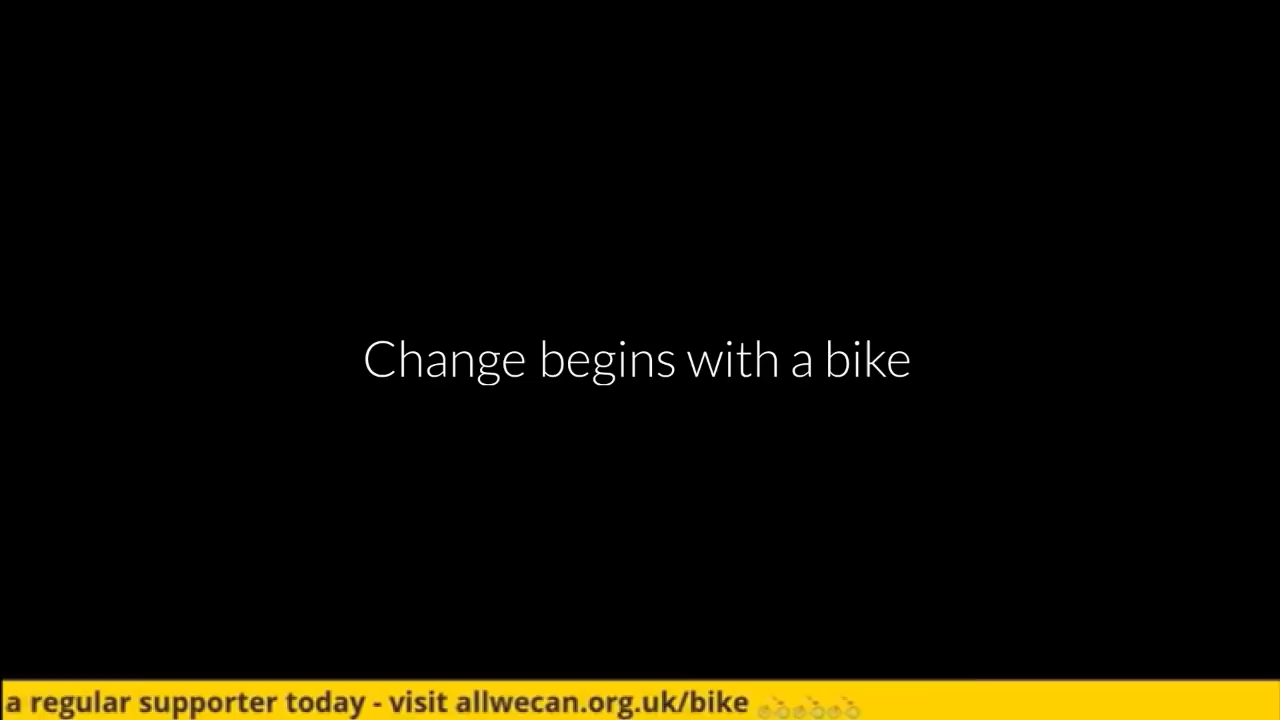 Change begins with a bike
a regular supporter today - visit allwecan.org.uk/bike